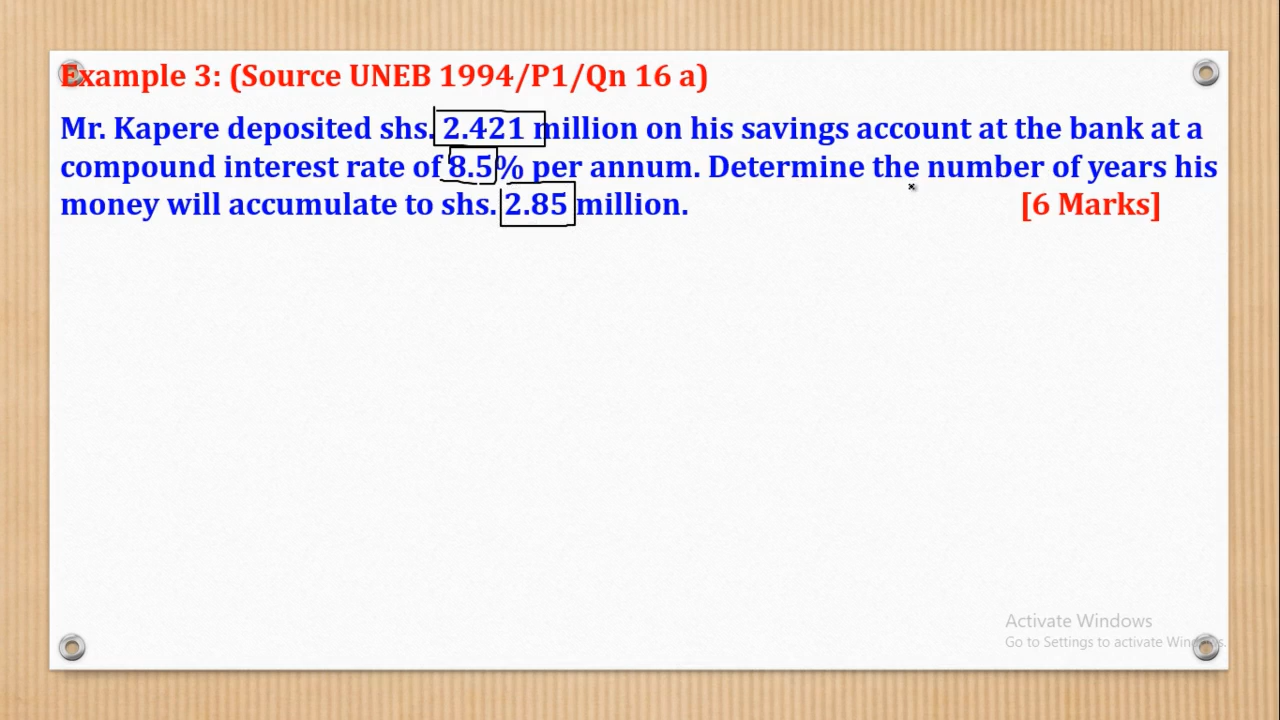 Example 3: (Source UNEB 1994/P1/Qn 16 a)
Mr. Kapere deposited shs. 2.421 million on his savings account at the bank at a
compound interest rate of 8.5% per annum. Determine the number of years his
money will accumulate to shs. 2.85 million. [6 Marks]
Activate Windows
Go to Settings to activate Windows.